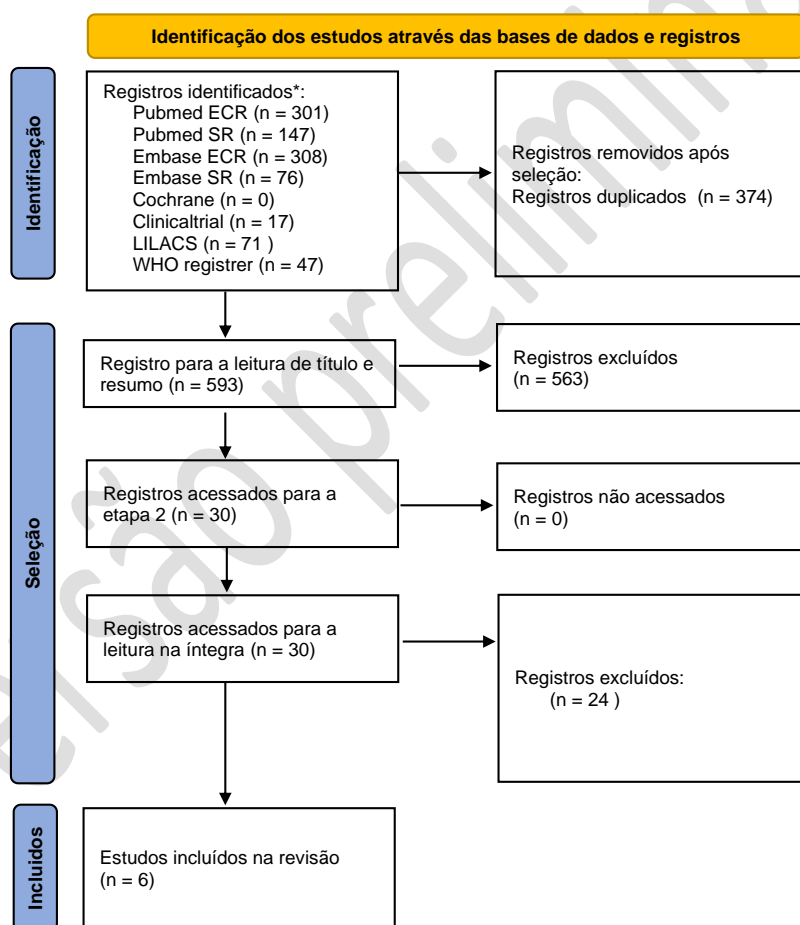 Identificação dos estudos através das bases de dados e registros
Identificação
Registros identificados*:
Pubmed ECR (n = 301)
Pubmed SR (n = 147)
Embase ECR (n = 308)
Embase SR (n = 76)
Cochrane (n = 0)
Clinicaltrial (n = 17)
LILACS (n = 71 )
WHO registrer (n = 47)
Registros removidos após
seleção:
Registros duplicados (n = 374)
Seleção
Registro para a leitura de título e
resumo (n = 593)
Registros excluídos
(n = 563)
Registros acessados para a
etapa 2 (n = 30)
Registros não acessados
(n = 0)
Registros acessados para a
leitura na íntegra (n = 30)
Registros excluídos:
(n = 24 )
Incluidos
Estudos incluídos na revisão
(n = 6)
são prelimin